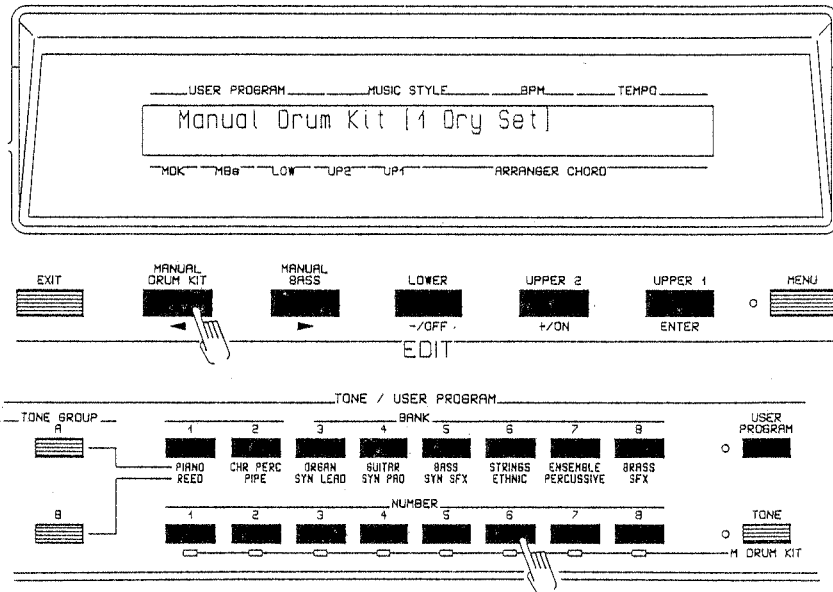 USER PROGRAM MUSIC STYLE BPM TEMPO
Manual Drum Kit [1 Dry Set]
MDK MBs LOW UP2 UP1 ARRANGER CHORD
EXIT MANUAL DRUM KIT MANUAL BASS LOWER UPPER 2 UPPER 1 MENU
◄ ► -/OFF +/ON ENTER
EDIT
TONE / USER PROGRAM
TONE GROUP BANK USER PROGRAM
A 1 2 3 4 5 6 7 8
PIANO CHR PERC ORGAN GUITAR BASS STRINGS ENSEMBLE BRASS
REED PIPE SYN LEAD SYN PAD SYN SFX ETHNIC PERCUSSIVE SFX
NUMBER
B 1 2 3 4 5 6 7 8 TONE
M DRUM KIT